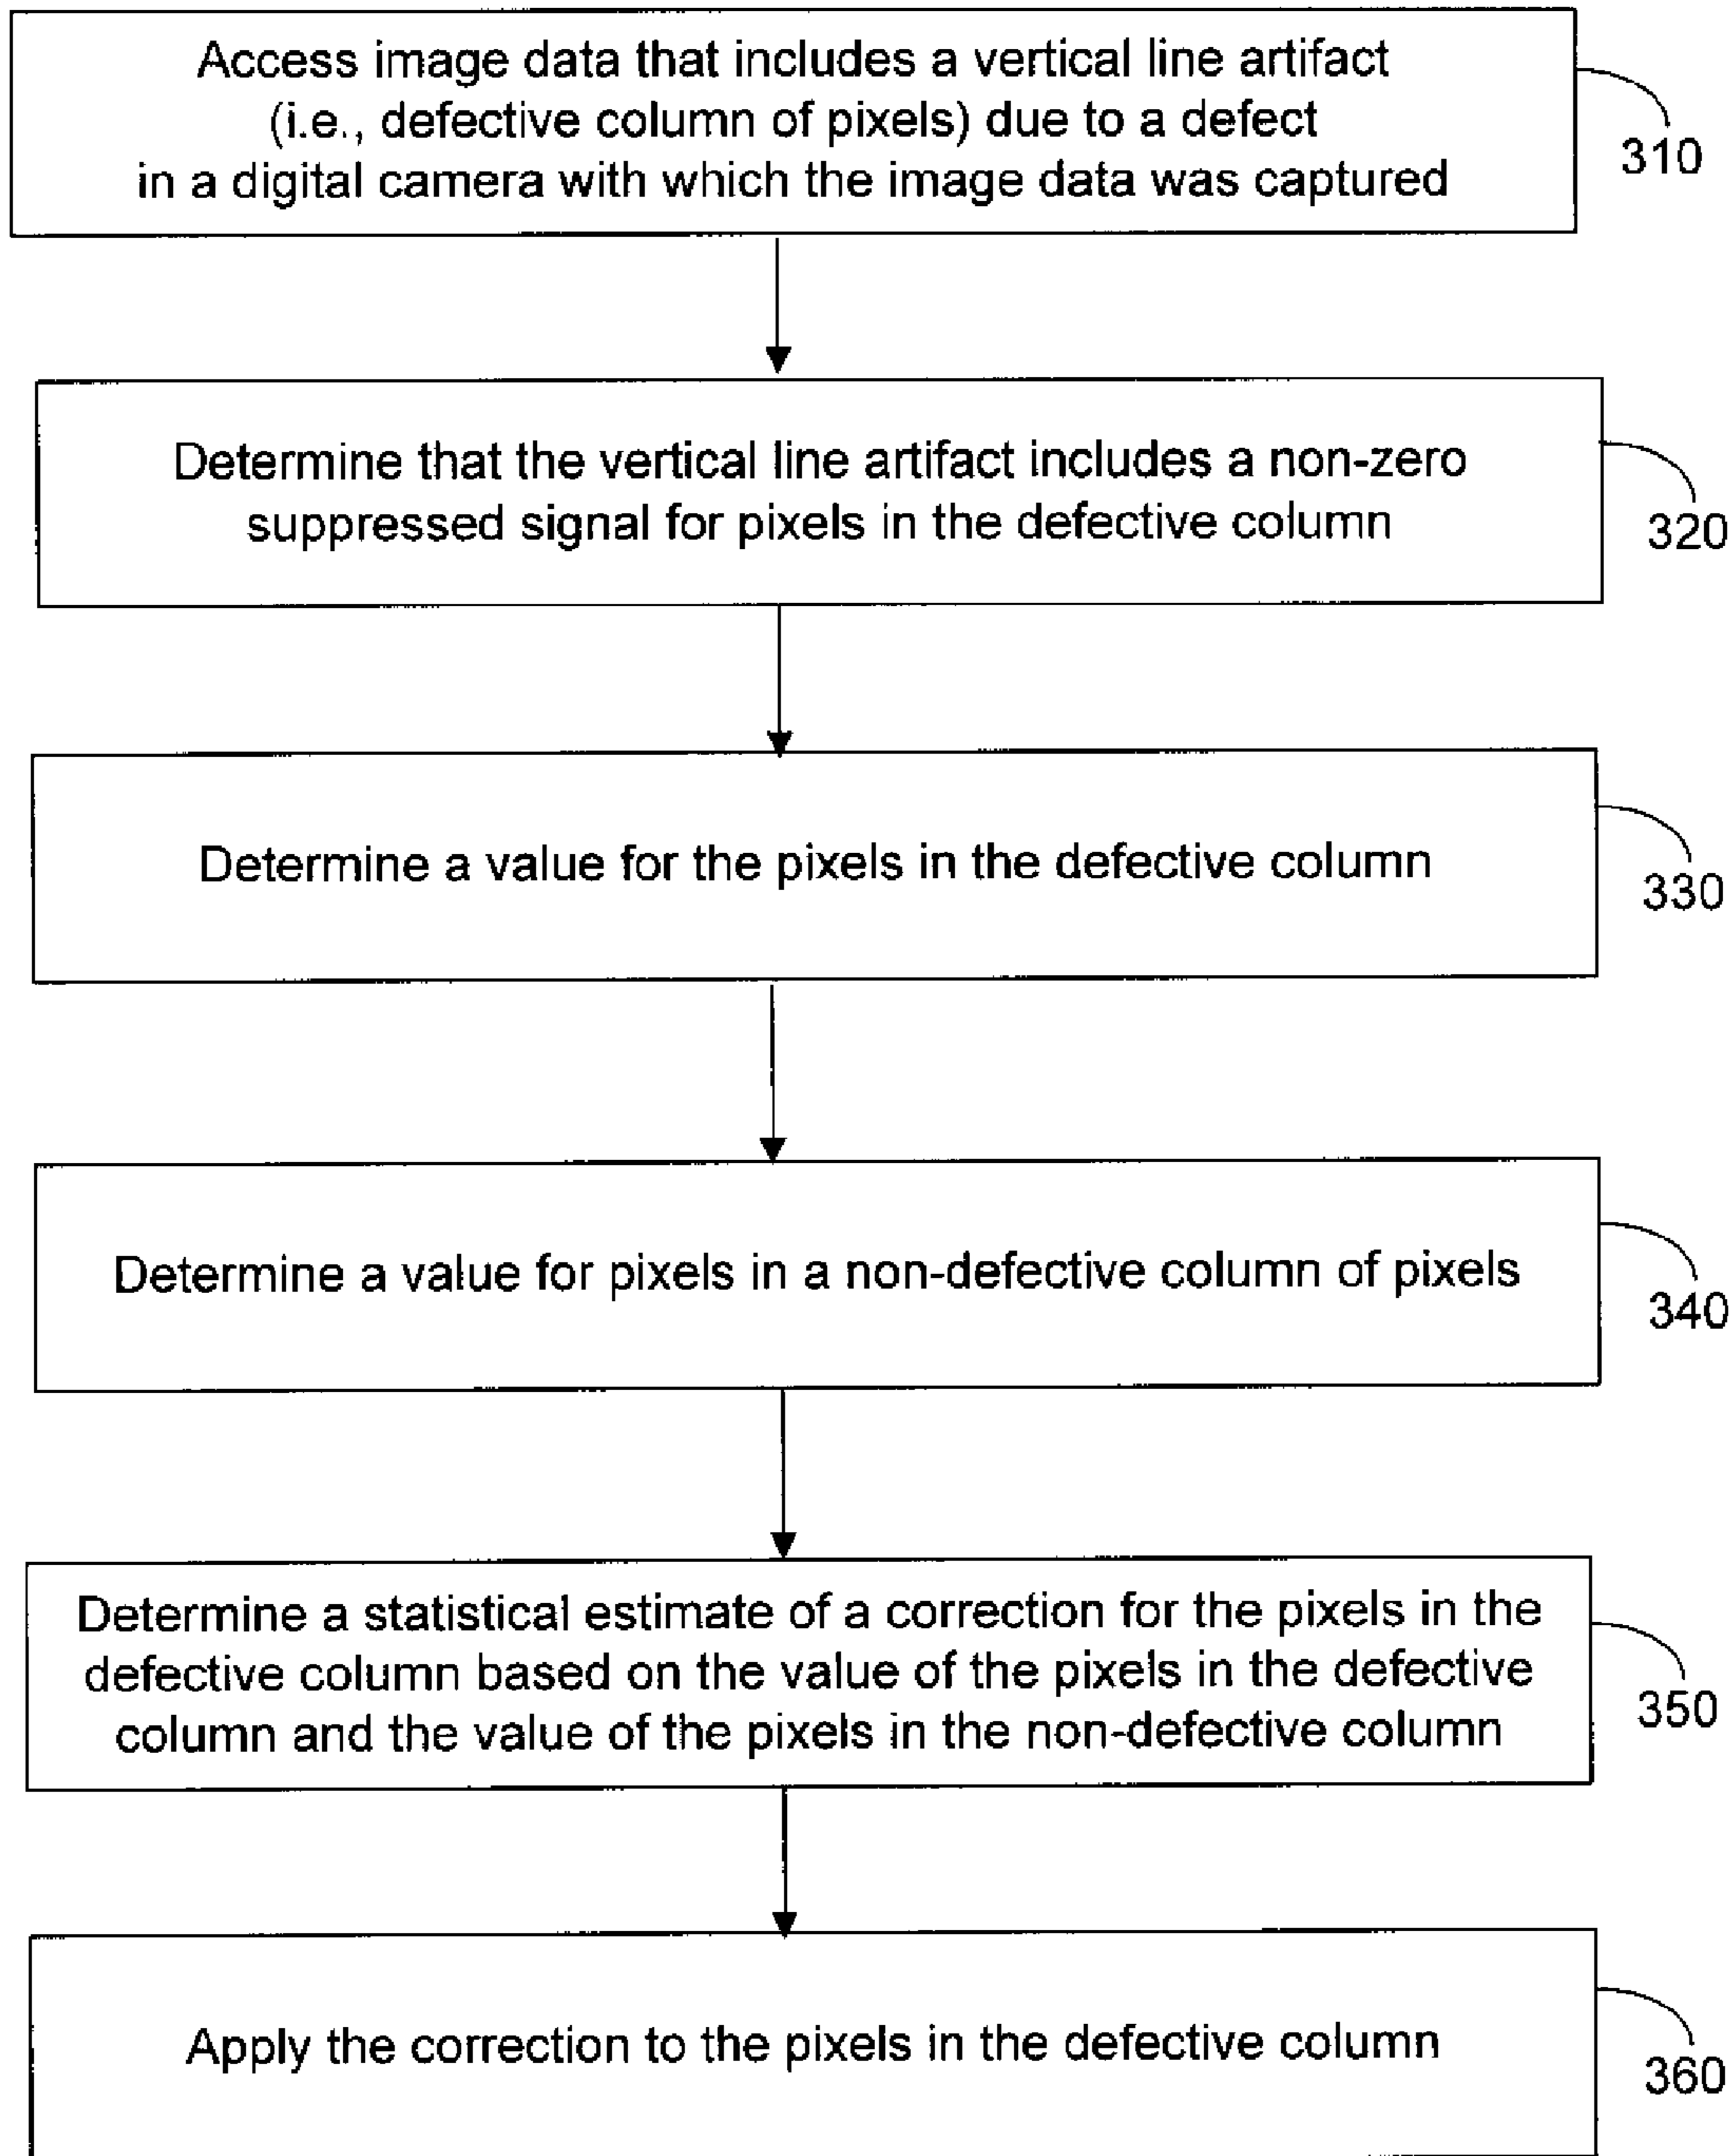 Access image data that includes a vertical line artifact
(i.e., defective column of pixels) due to a defect
in a digital camera with which the image data was captured
310
Determine that the vertical line artifact includes a non-zero
suppressed signal for pixels in the defective column
320
Determine a value for the pixels in the defective column
330
Determine a value for pixels in a non-defective column of pixels
340
Determine a statistical estimate of a correction for the pixels in the
defective column based on the value of the pixels in the defective
column and the value of the pixels in the non-defective column
350
Apply the correction to the pixels in the defective column
360